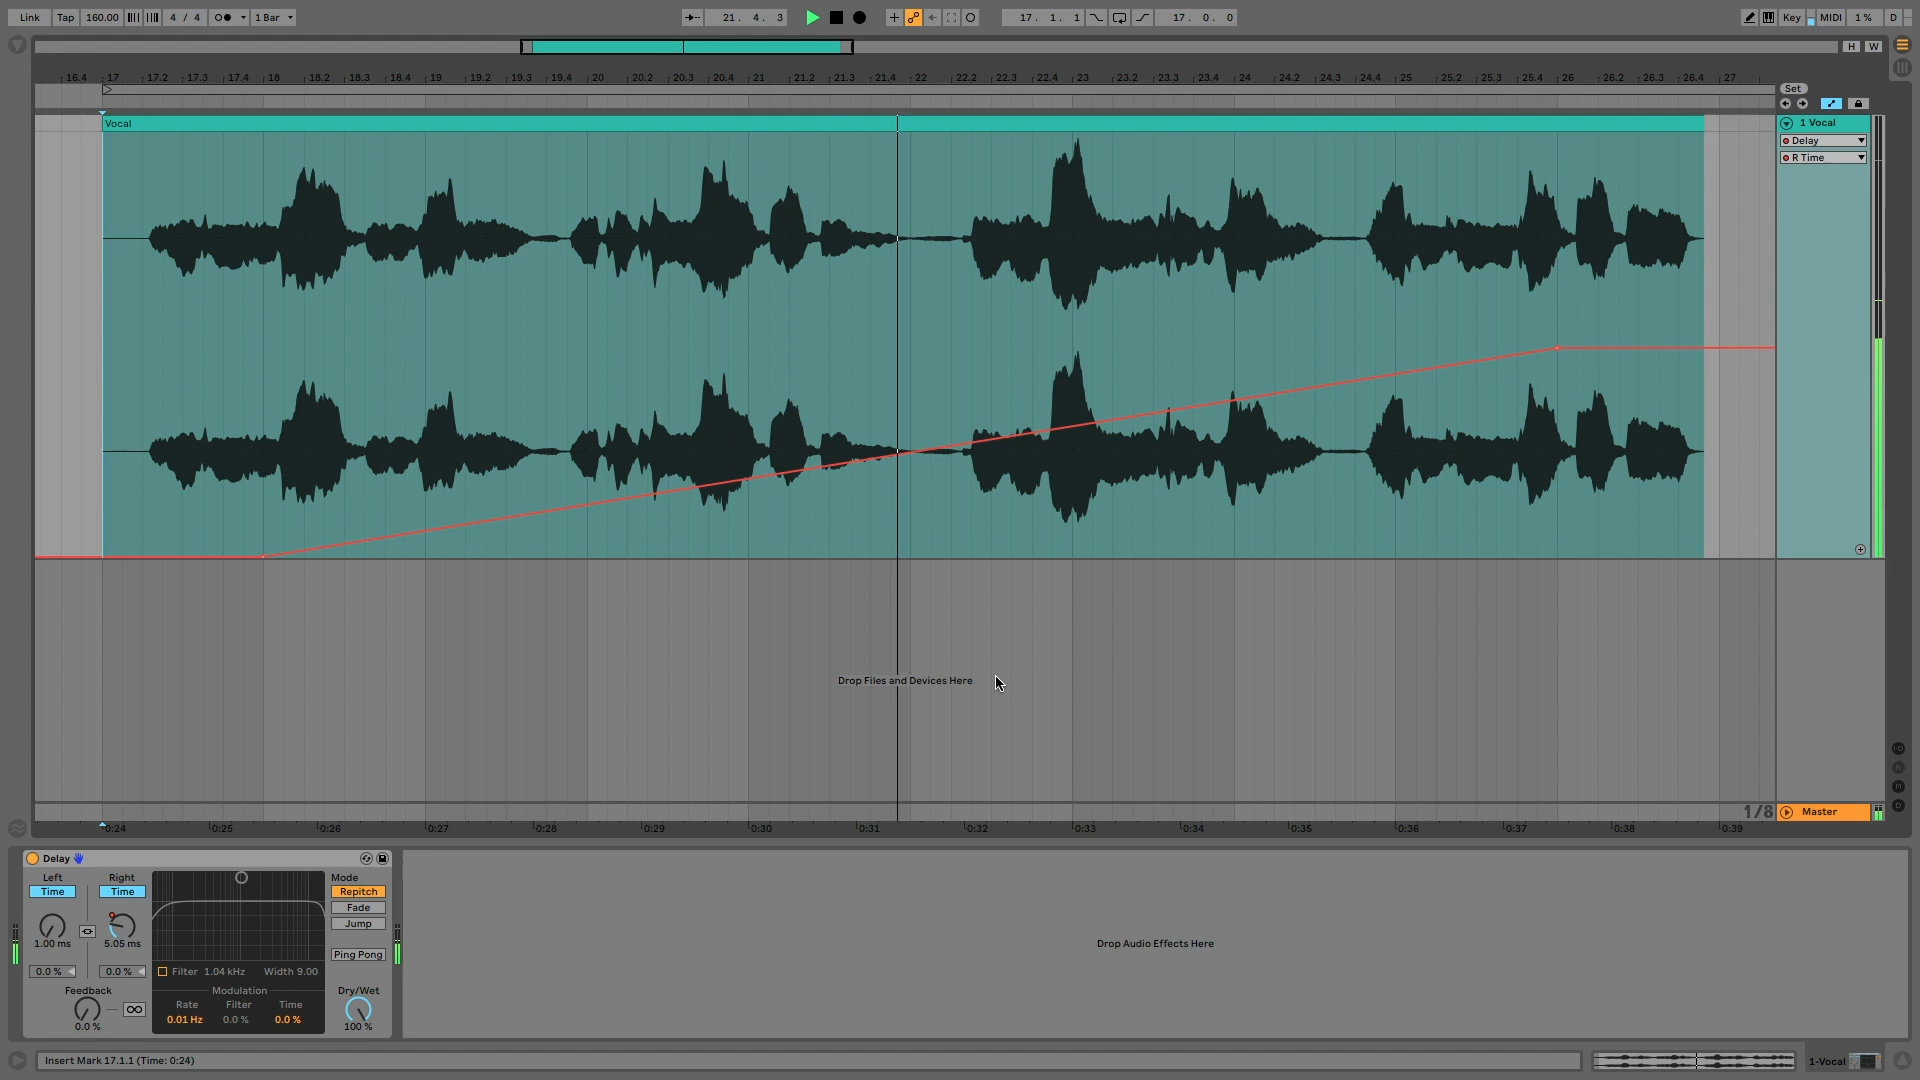 Link Tap 160.00 4 / 4 1 Bar 21. 4. 3 17. 1. 1 17. 0. 0 Key MIDI 1 % D
H W
16.4 17 17.2 17.3 17.4 18 18.2 18.3 18.4 19 19.2 19.3 19.4 20 20.2 20.3 20.4 21 21.2 21.3 21.4 22 22.2 22.3 22.4 23 23.2 23.3 23.4 24 24.2 24.3 24.4 25 25.2 25.3 25.4 26 26.2 26.3 26.4 27
Set
Vocal
1 Vocal
Delay
R Time
Drop Files and Devices Here
1/8
Master
0:24 0:25 0:26 0:27 0:28 0:29 0:30 0:31 0:32 0:33 0:34 0:35 0:36 0:37 0:38 0:39
Delay
Left Right
Time Time
1.00 ms 5.05 ms
0.0 % 0.0 %
Feedback
0.0 %
Filter 1.04 kHz Width 9.00
Modulation
Rate Filter Time
0.01 Hz 0.0 % 0.0 %
Mode
Repitch
Fade
Jump
Ping Pong
Dry/Wet
100 %
Drop Audio Effects Here
Insert Mark 17.1.1 (Time: 0:24)
1-Vocal